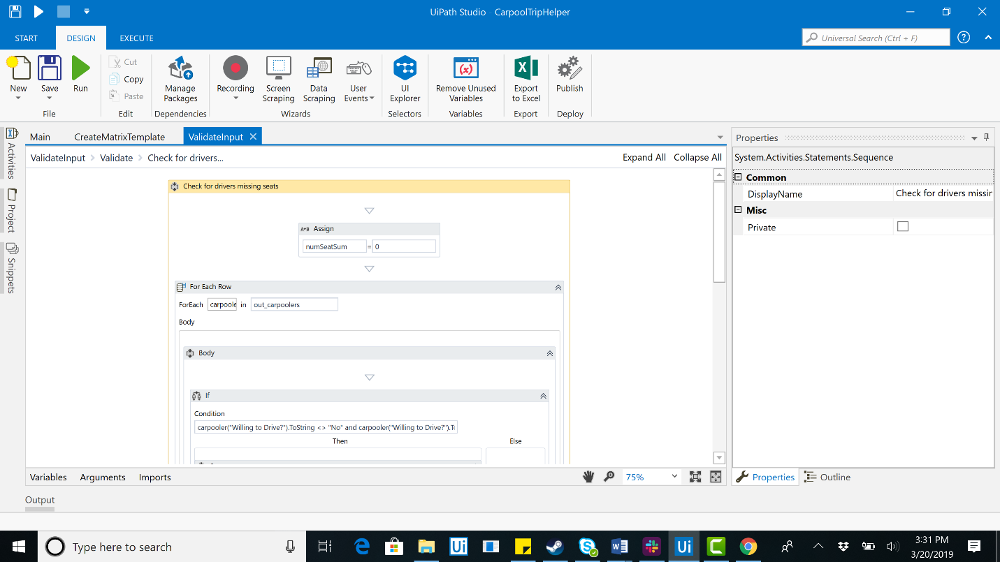 UiPath Studio - CarpoolTripHelper
START DESIGN EXECUTE
Universal Search (Ctrl + F)
New
Save
Run
Cut
Copy
Paste
Manage Packages
Recording
Screen Scraping
Data Scraping
User Events
UI Explorer
Remove Unused Variables
Export to Excel
Publish
File Edit Dependencies Wizards Selectors Variables Export Deploy
Activities
Project
Snippets
Main CreateMatrixTemplate ValidateInput
ValidateInput Validate Check for drivers... Expand All Collapse All
Check for drivers missing seats
A+B Assign
numSeatSum = 0
For Each Row
ForEach carpoole in out_carpoolers
Body
Body
If
Condition
carpooler("Willing to Drive?").ToString <> "No" and carpooler("Willing to Drive?").To
Then Else
Properties
System.Activities.Statements.Sequence
Common
DisplayName Check for drivers missir
Misc
Private
Variables Arguments Imports 75%
Properties Outline
Output
Type here to search
Ui
Ui
3:31 PM
3/20/2019